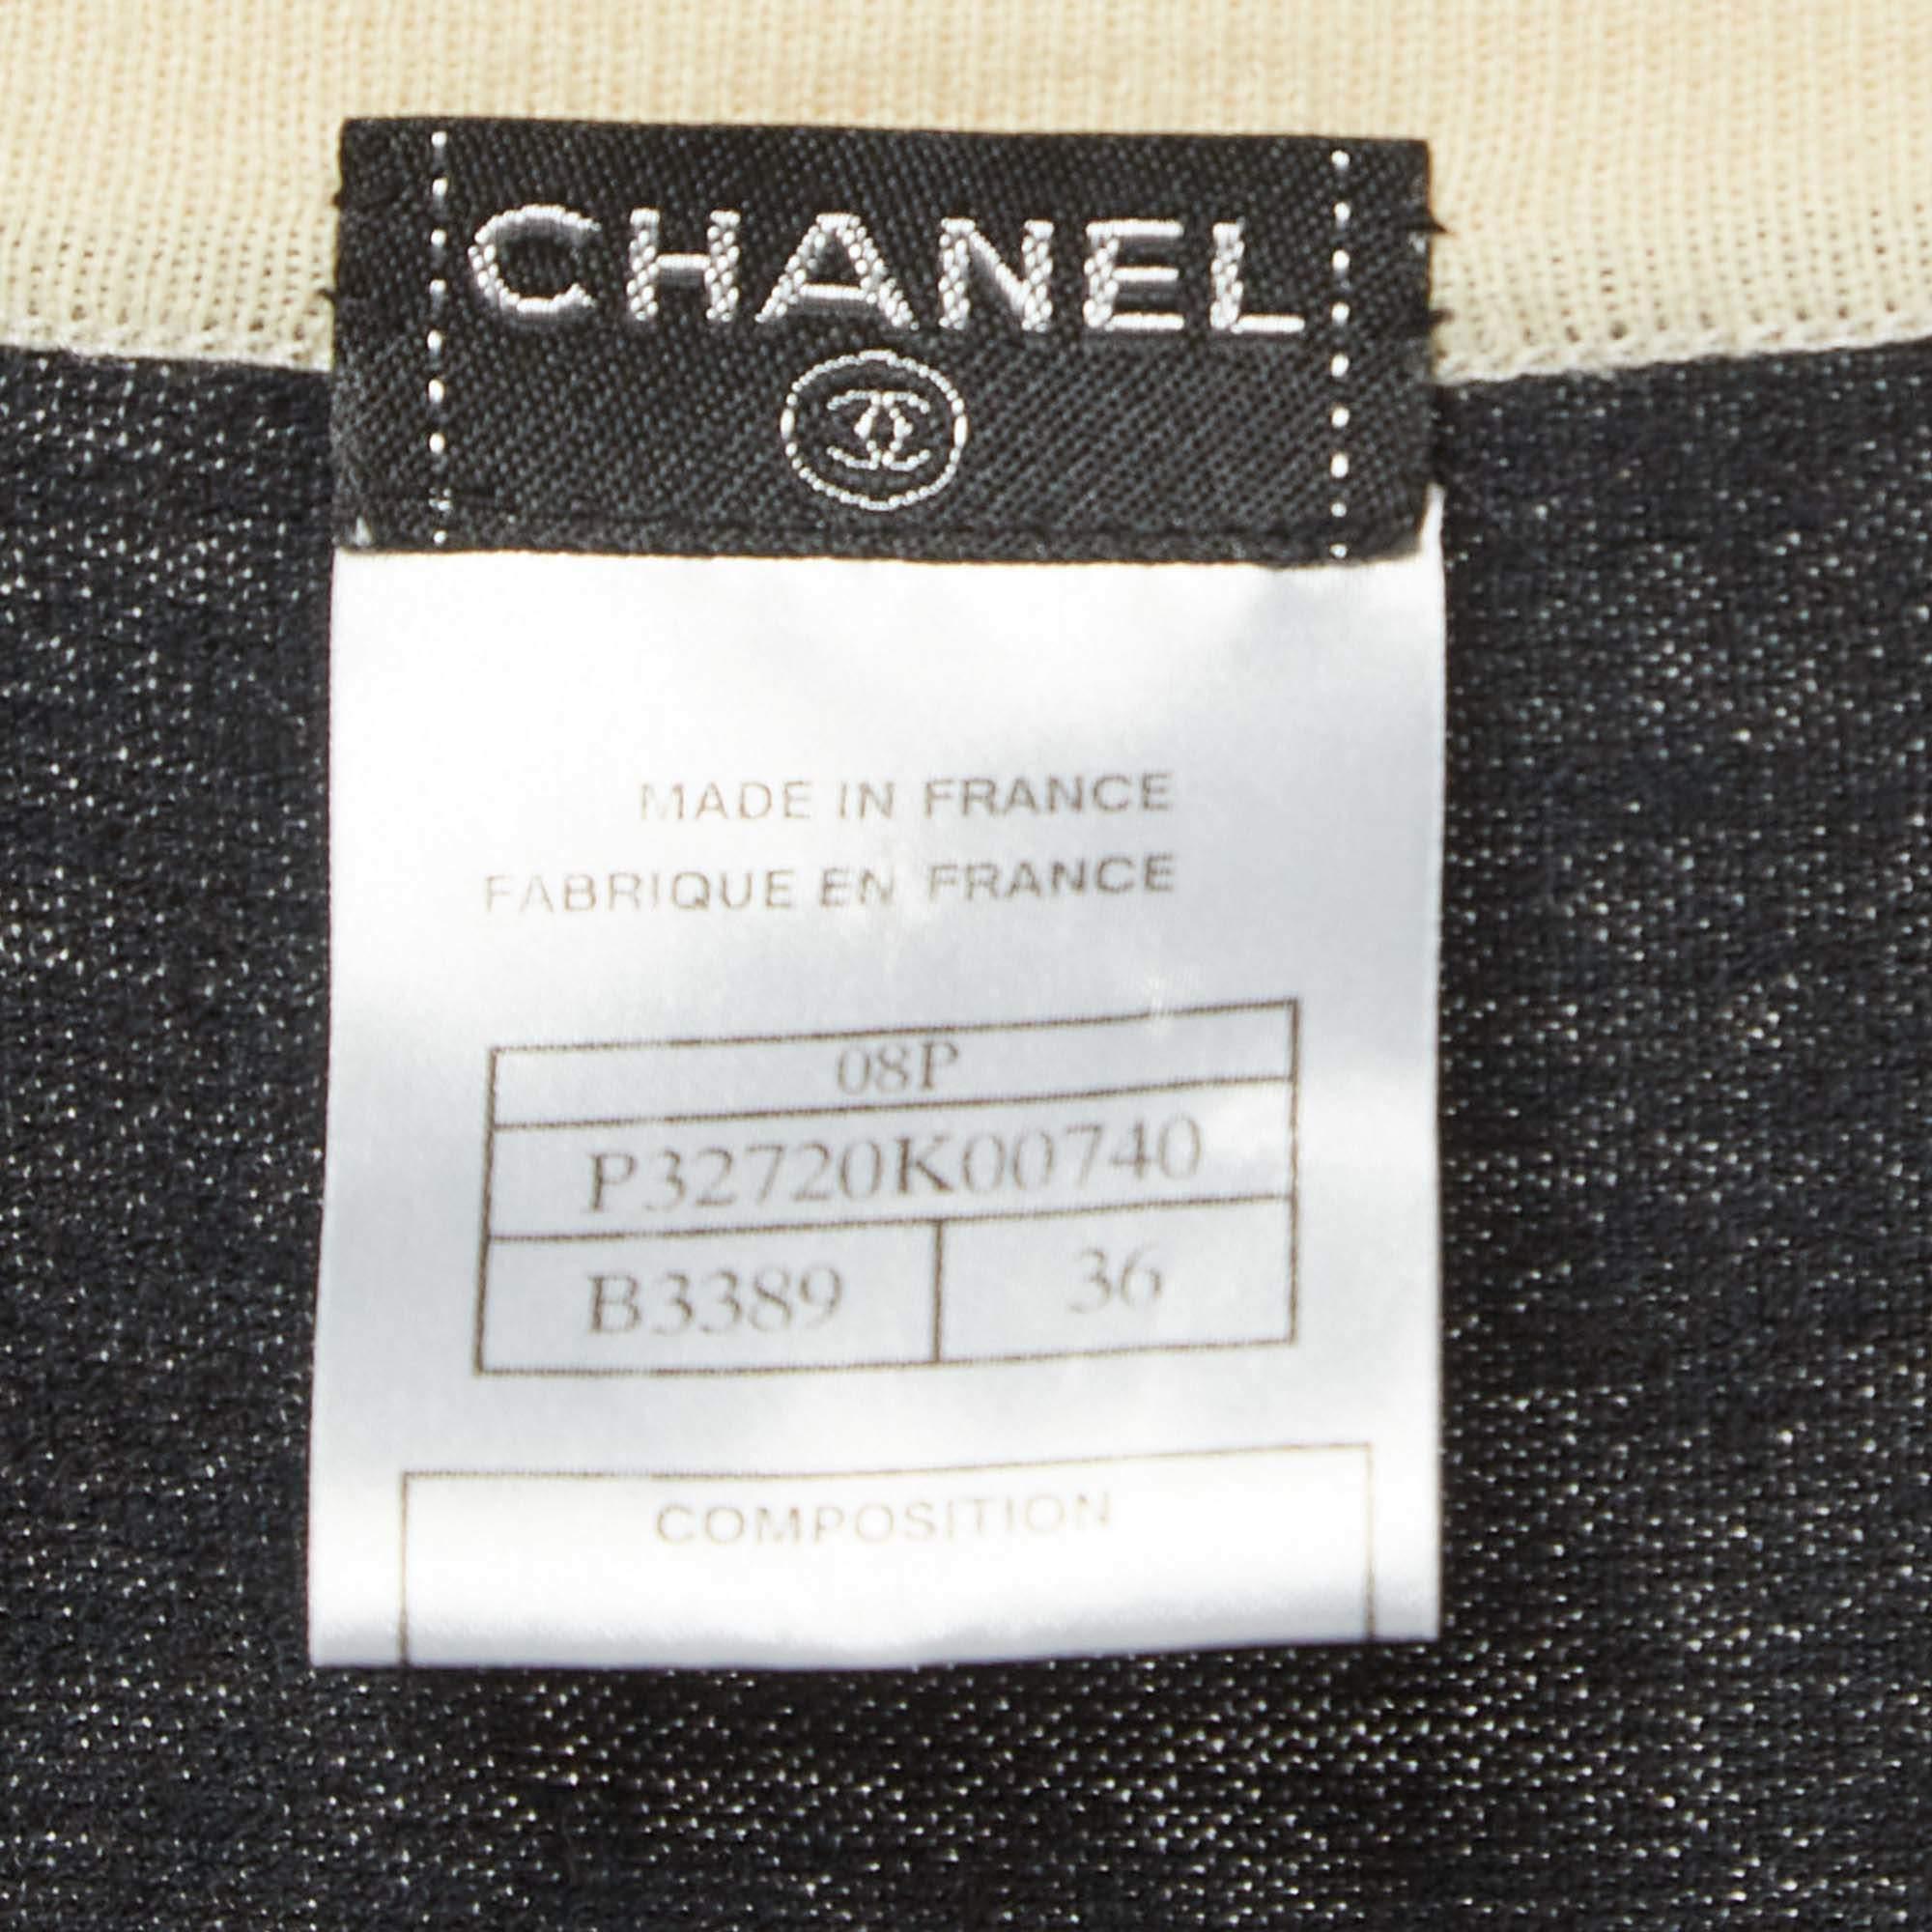 CHANEL
MADE IN FRANCE
FABRIQUE EN FRANCE
08P
P32720K00740
B3389 36
COMPOSITION